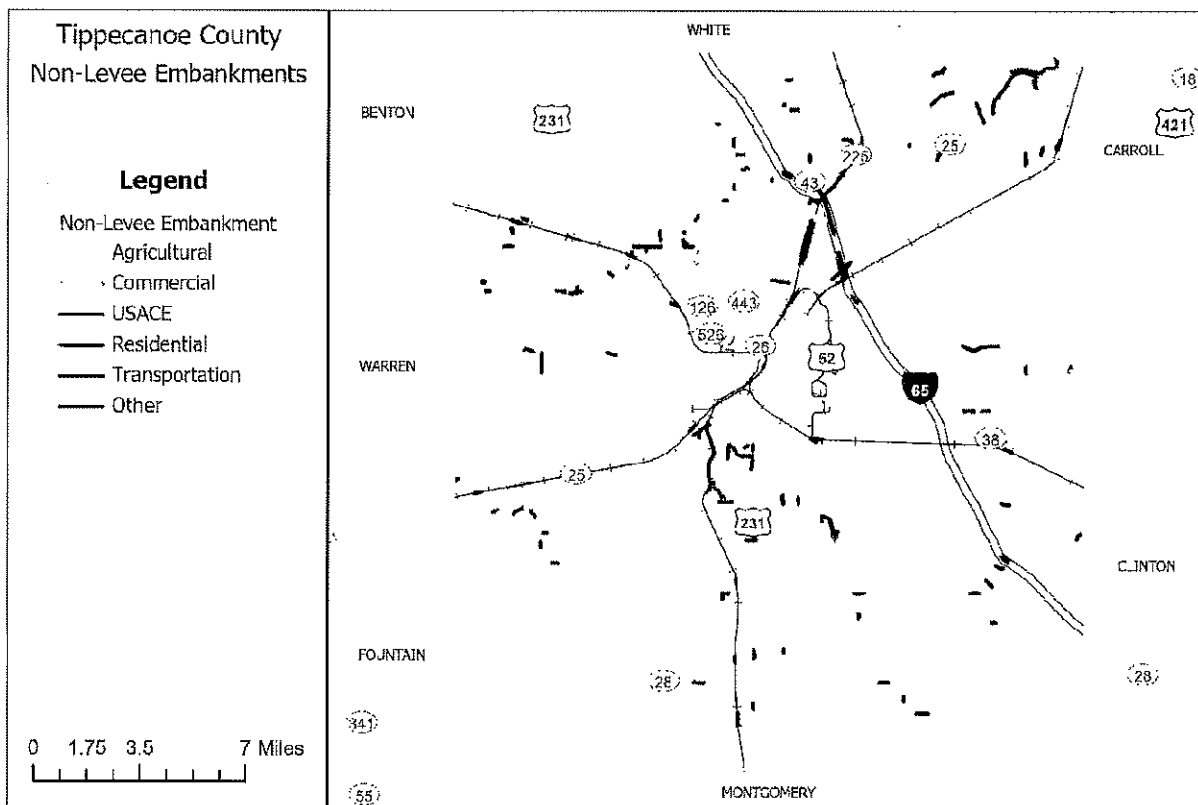 Tippecanoe County
Non-Levee Embankments
Legend
Non-Levee Embankment
Agricultural
Commercial
USACE
Residential
Transportation
Other
0 1.75 3.5 7 Miles
WHITE
BENTON
231
18
421
225
25
CARROLL
43
126
443
526
26
52
WARREN
65
38
25
231
CLINTON
FOUNTAIN
28
28
341
55
MONTGOMERY